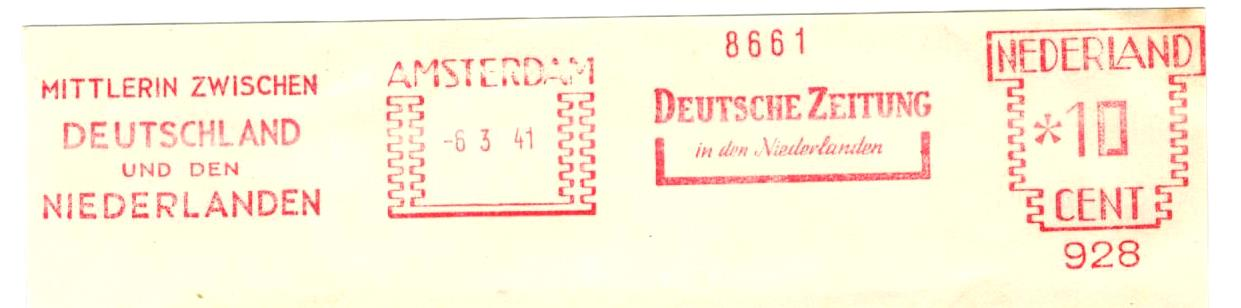 MITTLERIN ZWISCHEN
DEUTSCHLAND
UND DEN
NIEDERLANDEN
AMSTERDAM
-6 3 41
8661
DEUTSCHE ZEITUNG
in den Niederlanden
NEDERLAND
*10
CENT
928